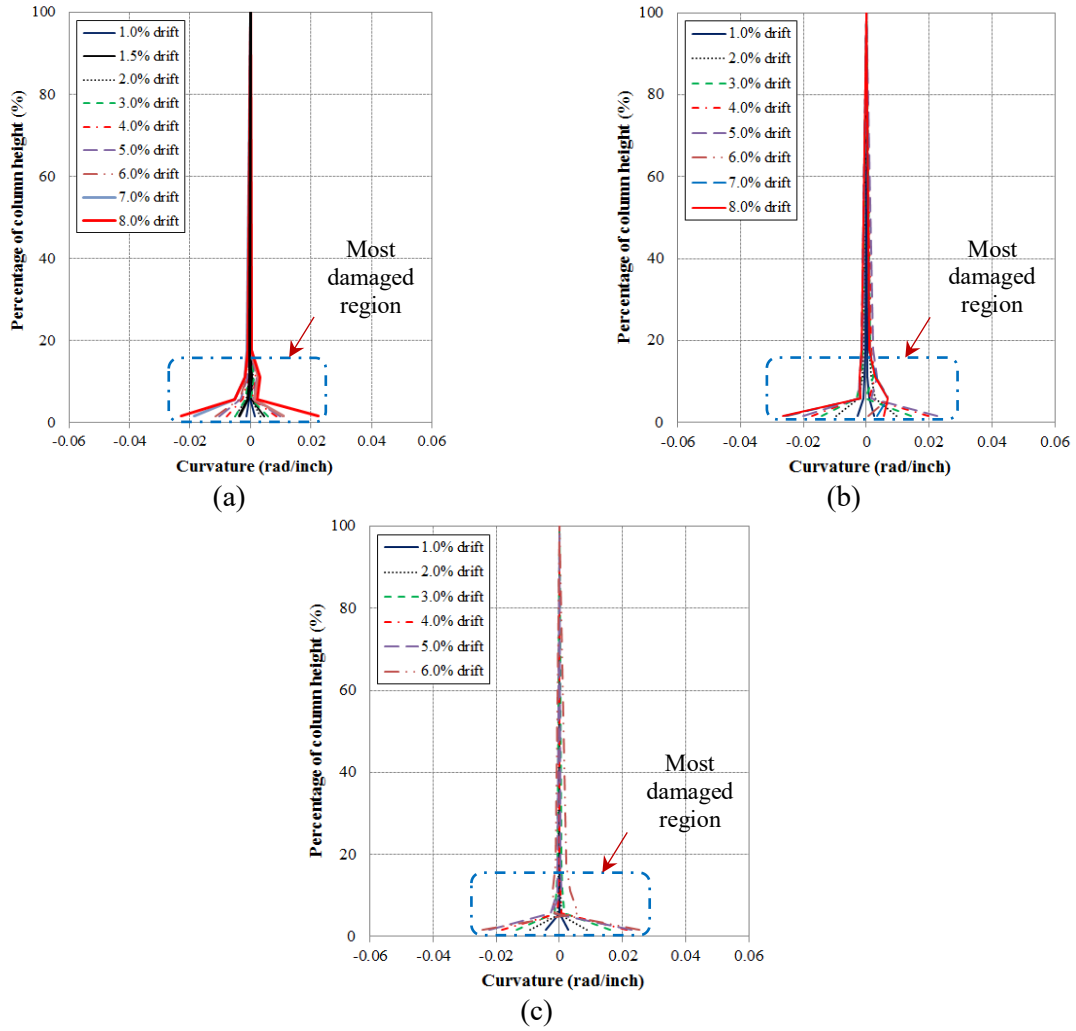 100
80
60
40
20
0
Percentage of column height (%)
1.0% drift
1.5% drift
2.0% drift
3.0% drift
4.0% drift
5.0% drift
6.0% drift
7.0% drift
8.0% drift
Most
damaged
region
-0.06
-0.04
-0.02
0
0.02
0.04
0.06
Curvature (rad/inch)
(a)
100
80
60
40
20
0
Percentage of column height (%)
1.0% drift
2.0% drift
3.0% drift
4.0% drift
5.0% drift
6.0% drift
7.0% drift
8.0% drift
Most
damaged
region
-0.06
-0.04
-0.02
0
0.02
0.04
0.06
Curvature (rad/inch)
(b)
100
80
60
40
20
0
Percentage of column height (%)
1.0% drift
2.0% drift
3.0% drift
4.0% drift
5.0% drift
6.0% drift
Most
damaged
region
-0.06
-0.04
-0.02
0
0.02
0.04
0.06
Curvature (rad/inch)
(c)